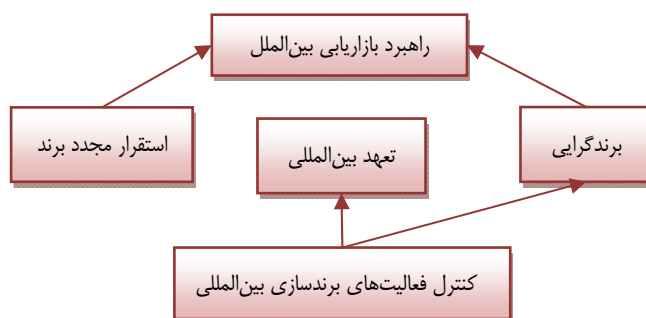 راهبرد بازاریابی بین‌الملل
برندگرایی
تعهد بین‌المللی
استقرار مجدد برند
کنترل فعالیت‌های برندسازی بین‌المللی